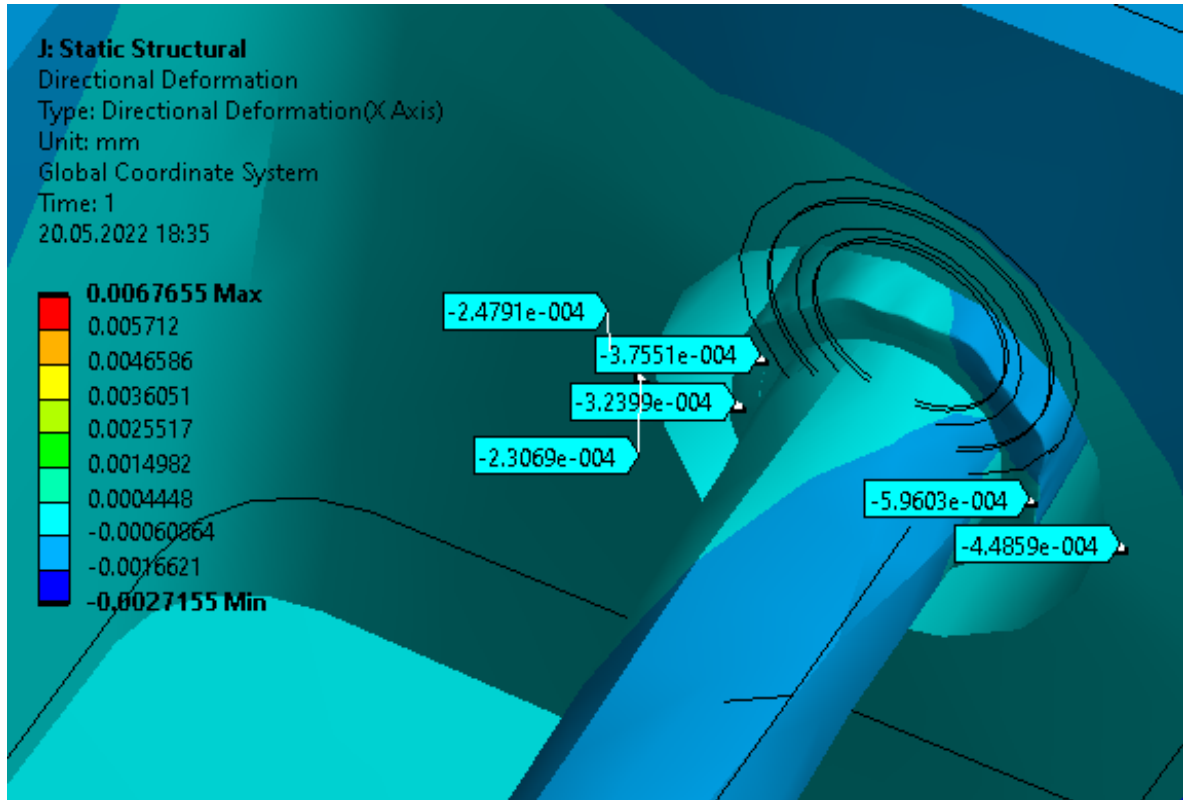 J: Static Structural
Directional Deformation
Type: Directional Deformation(X Axis)
Unit: mm
Global Coordinate System
Time: 1
20.05.2022 18:35
0.0067655 Max
0.005712
0.0046586
0.0036051
0.0025517
0.0014982
0.0004448
-0.00060864
-0.0016621
-0.0027155 Min
-2.4791e-004
-3.7551e-004
-3.2399e-004
-2.3069e-004
-5.9603e-004
-4.4859e-004